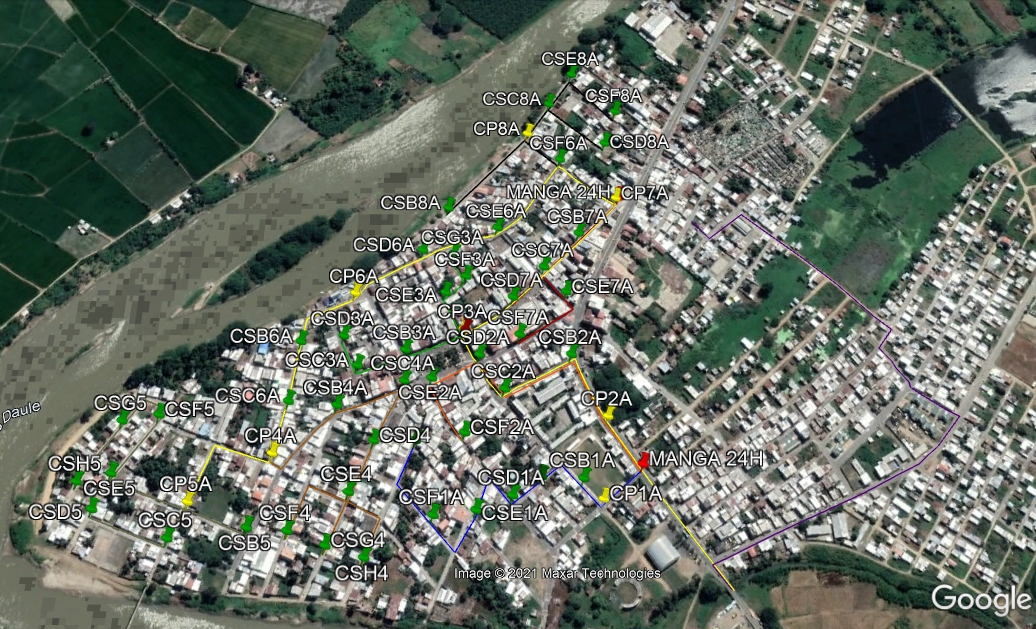 CSE8A
CSC8A
CSF8A
CP8A
CSF6A
CSD8A
MANGA 24H
CP7A
CSB8A
CSE6A
CSB7A
CSD6A
CSG3A
CSC7A
CSF3A
CP6A
CSE3A
CSD7A
CSE7A
CSD3A
CP3A
CSF7A
CSB6A
CSB3A
CSD2A
CSB2A
CSC3A
CSC4A
CSC2A
CSB4A
CSE2A
CSC6A
CP2A
Daule
CSG5
CSF5
CSF2A
CP4A
CSD4
CSH5
CSE4
CSB1A
MANGA 24H
CSE5
CP5A
CSD1A
CP1A
CSD5
CSC5
CSF4
CSF1A
CSE1A
CSB5
CSG4
CSH4
Image © 2021 Maxar Technologies
Google